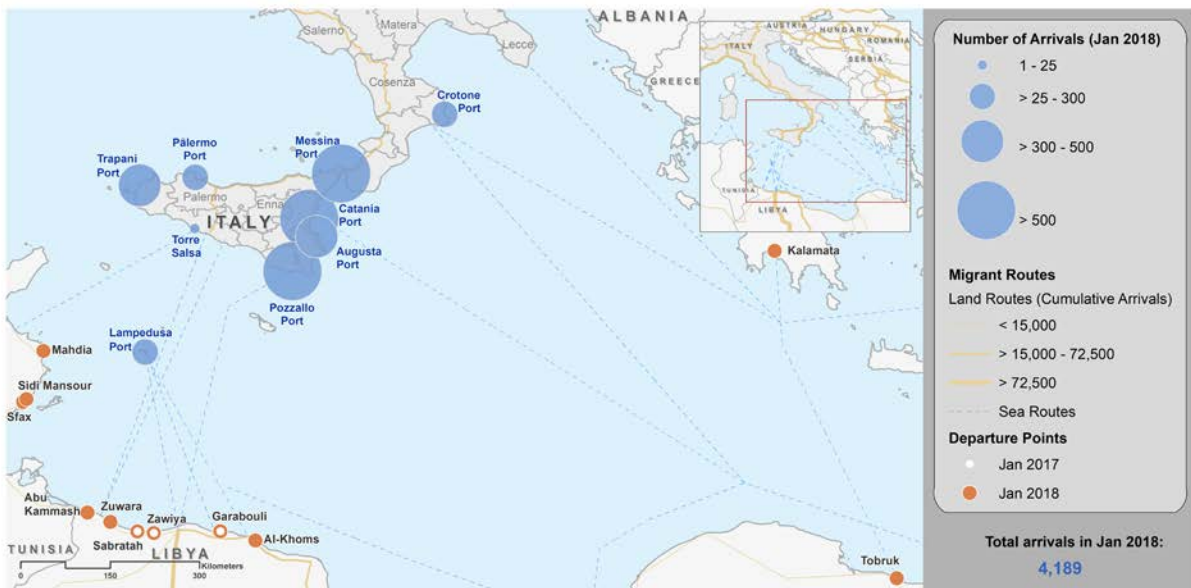 ALBANIA
Salerno
Matera
Lecce
Cosenza
GREECE
Crotone
Port
Messina
Port
Palermo
Port
Trapani
Port
Palermo
Enna
ITALY
Catania
Port
Torre
Salsa
Augusta
Port
Pozzallo
Port
Lampedusa
Port
Kalamata
Mahdia
Sidi Mansour
Sfax
Abu
Kammash
Zuwara
Zawiya
Garabouli
Sabratah
Al-Khoms
TUNISIA
LIBYA
Tobruk
0
150
300
Kilometers
AUSTRIA
HUNGARY
ITALY
ROMANIA
SERBIA
TUNISIA
LIBYA
Number of Arrivals (Jan 2018)
1 - 25
> 25 - 300
> 300 - 500
> 500
Migrant Routes
Land Routes (Cumulative Arrivals)
< 15,000
> 15,000 - 72,500
> 72,500
Sea Routes
Departure Points
Jan 2017
Jan 2018
Total arrivals in Jan 2018:
4,189